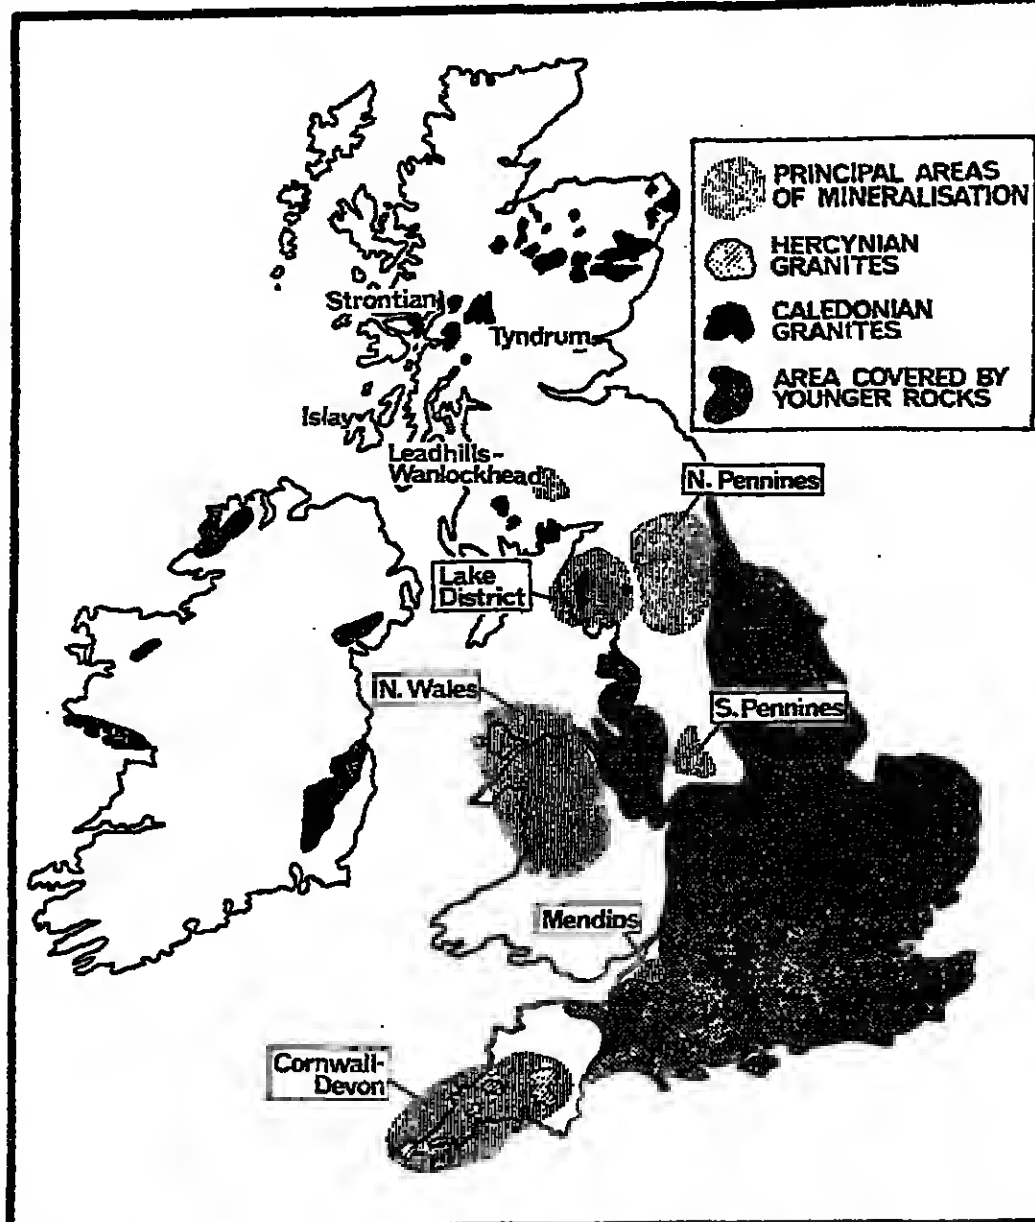 PRINCIPAL AREAS
OF MINERALISATION
HERCYNIAN
GRANITES
CALEDONIAN
GRANITES
AREA COVERED BY
YOUNGER ROCKS
Strontian
Tyndrum
Islay
Leadhills-
Wanlockhead
N. Pennines
Lake
District
N. Wales
S. Pennines
Mendips
Cornwall-
Devon